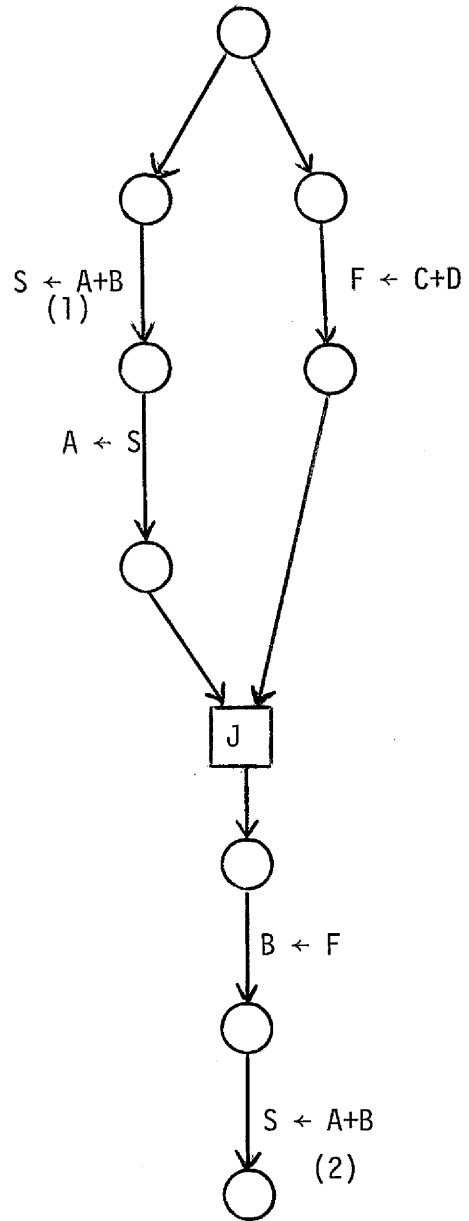 S ← A+B
(1)
F ← C+D
A ← S
J
B ← F
S ← A+B
(2)